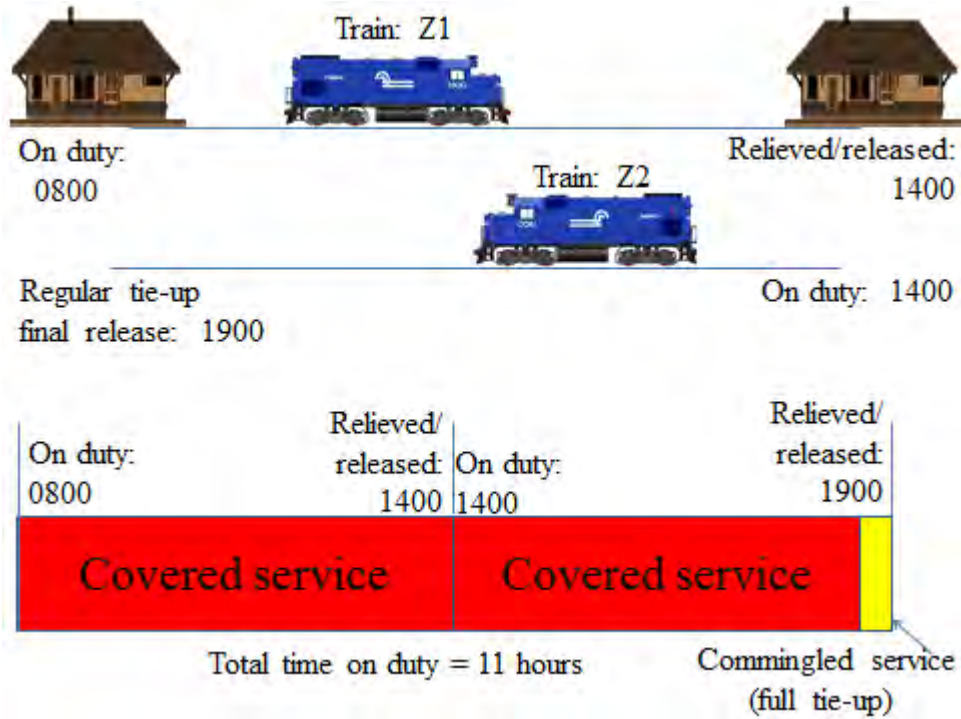 Train: Z1
On duty:
0800
Relieved/released:
1400
Train: Z2
Regular tie-up
final release: 1900
On duty: 1400
On duty:
0800
Relieved/
released:
1400
On duty:
1400
Relieved/
released:
1900
Covered service
Covered service
Total time on duty = 11 hours
Commingled service
(full tie-up)